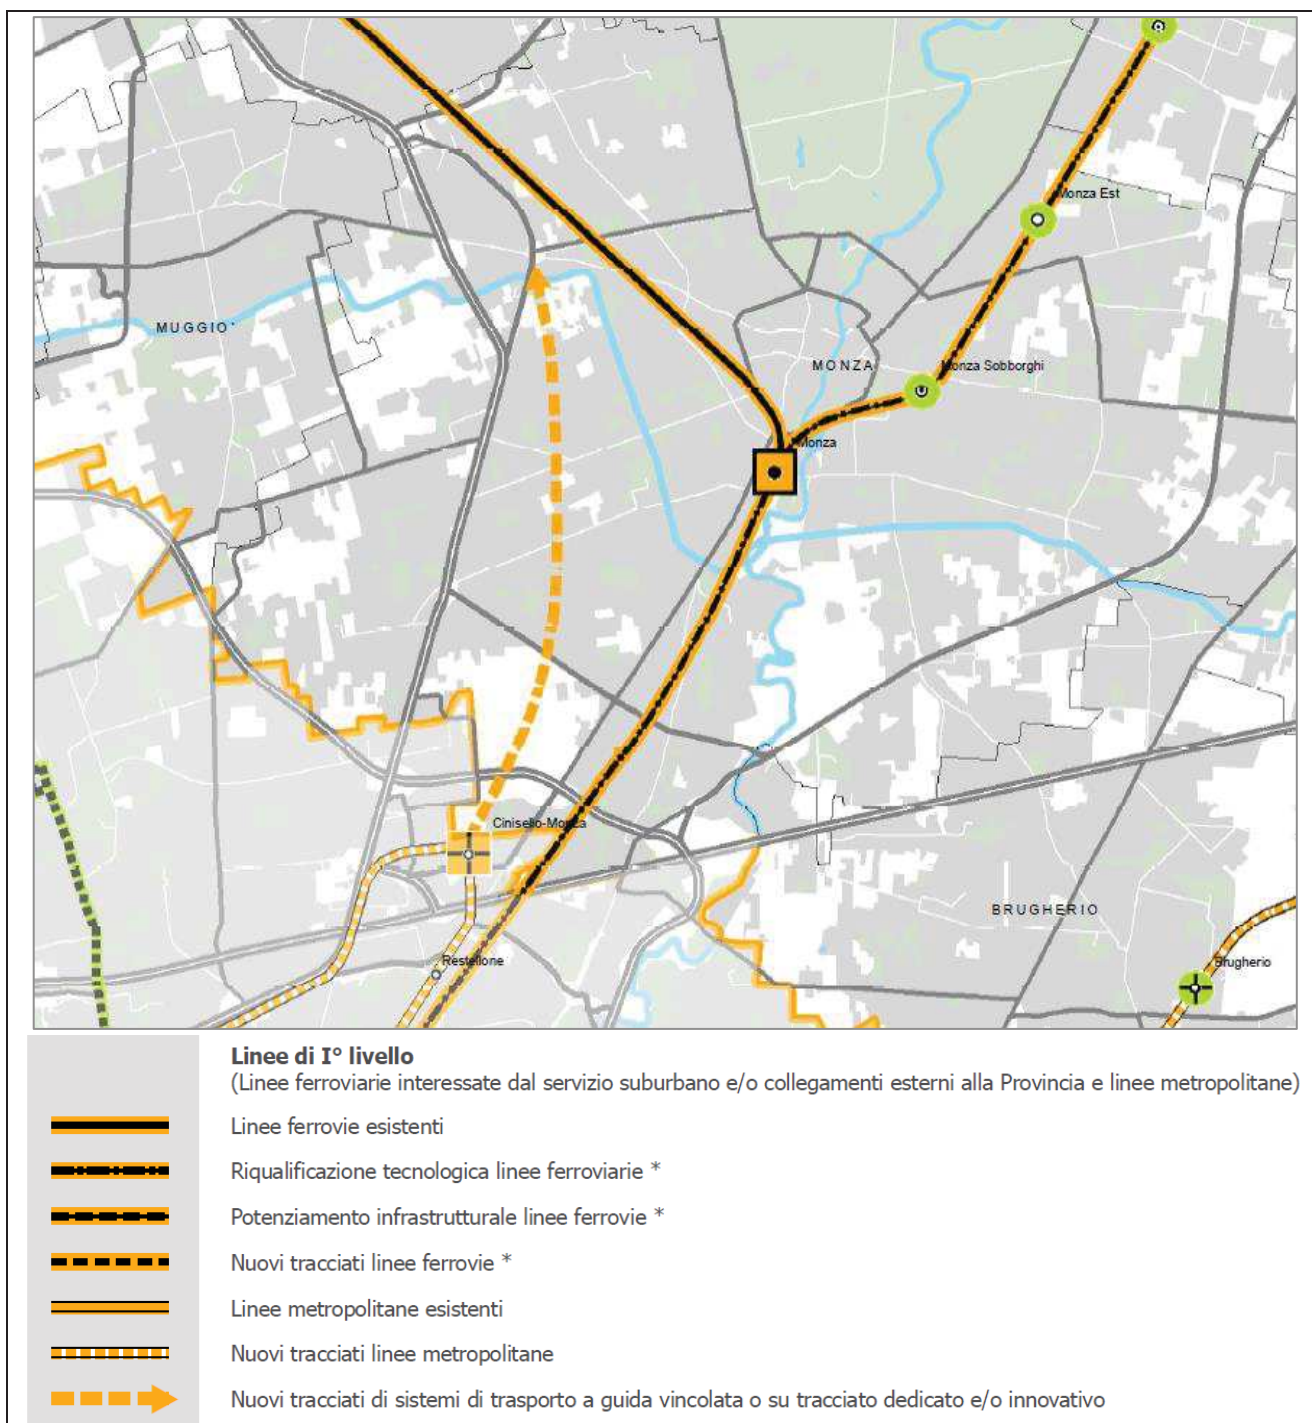 Monza Est
MUGGIO'
MONZA
Monza Sobborghi
Monza
Cinisello-Monza
BRUGHERIO
Restellone
Brugherio
Linee di I° livello
(Linee ferroviarie interessate dal servizio suburbano e/o collegamenti esterni alla Provincia e linee metropolitane)
Linee ferrovie esistenti
Riqualificazione tecnologica linee ferroviarie *
Potenziamento infrastrutturale linee ferrovie *
Nuovi tracciati linee ferrovie *
Linee metropolitane esistenti
Nuovi tracciati linee metropolitane
Nuovi tracciati di sistemi di trasporto a guida vincolata o su tracciato dedicato e/o innovativo